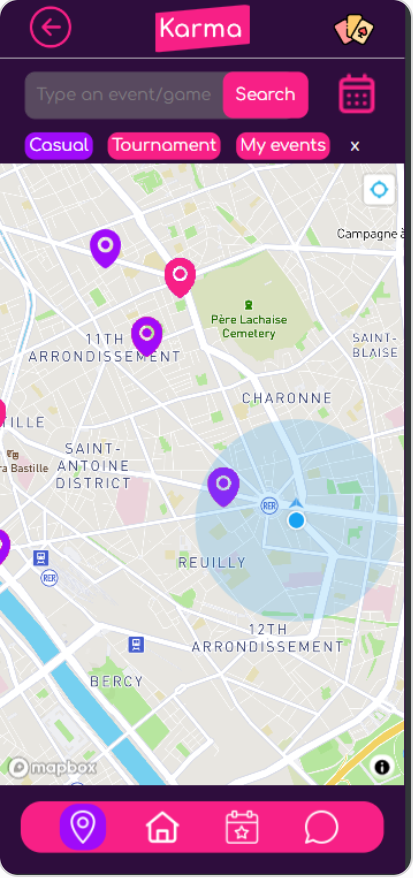 Karma
Type an event/game
Search
Casual
Tournament
My events
x
Campagne à
Père Lachaise
Cemetery
11TH
ARRONDISSEMENT
SAINT-
BLAISE
CHARONNE
TILLE
SAINT-
ra Bastille
ANTOINE
DISTRICT
RER
REUILLY
RER
12TH
ARRONDISSEMENT
BERCY
mapbox
i